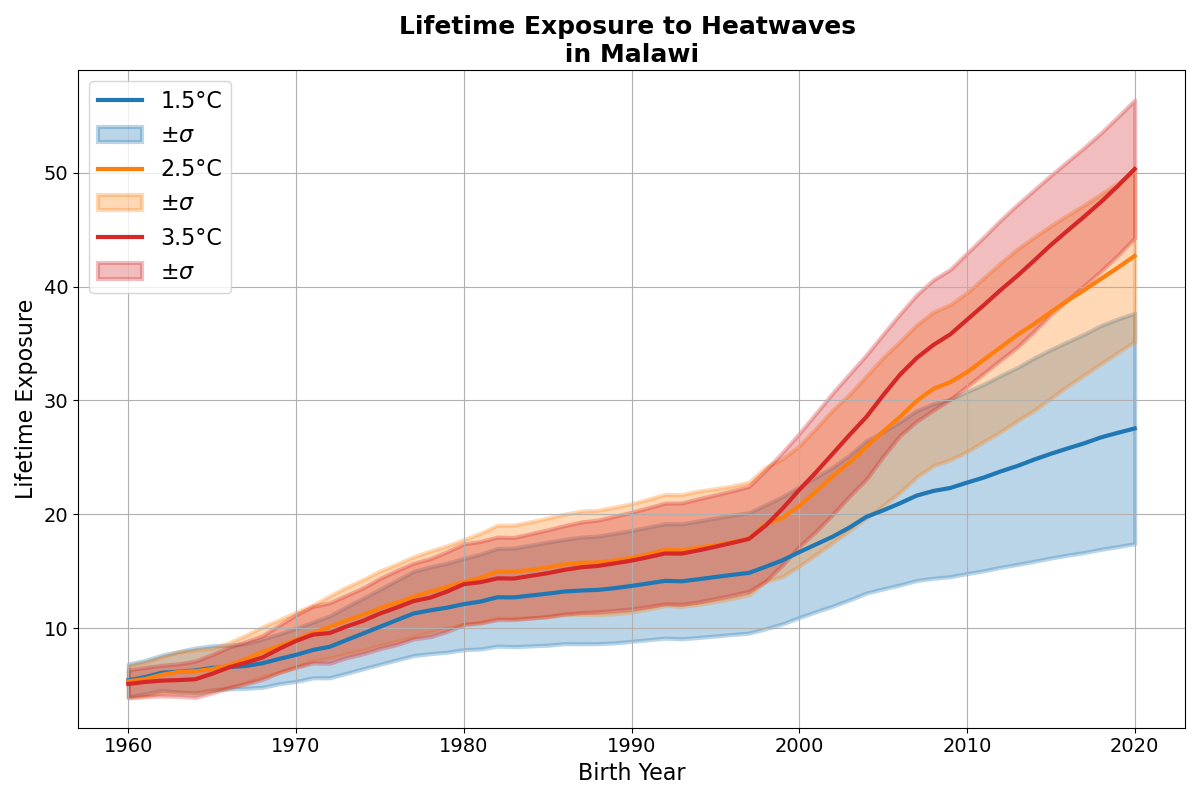 Lifetime Exposure to Heatwaves
in Malawi
1.5°C
±σ
2.5°C
±σ
3.5°C
±σ
Lifetime Exposure
50
40
30
20
10
1960 1970 1980 1990 2000 2010 2020
Birth Year